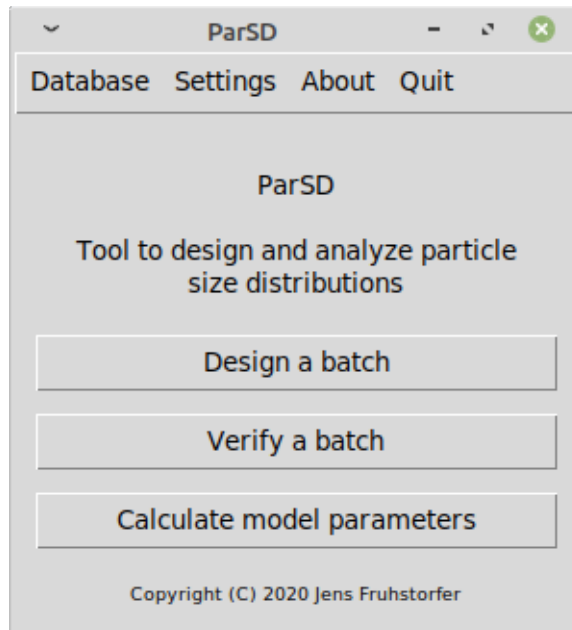 ParSD
Database Settings About Quit
ParSD
Tool to design and analyze particle
size distributions
Design a batch
Verify a batch
Calculate model parameters
Copyright (C) 2020 Jens Fruhstorfer